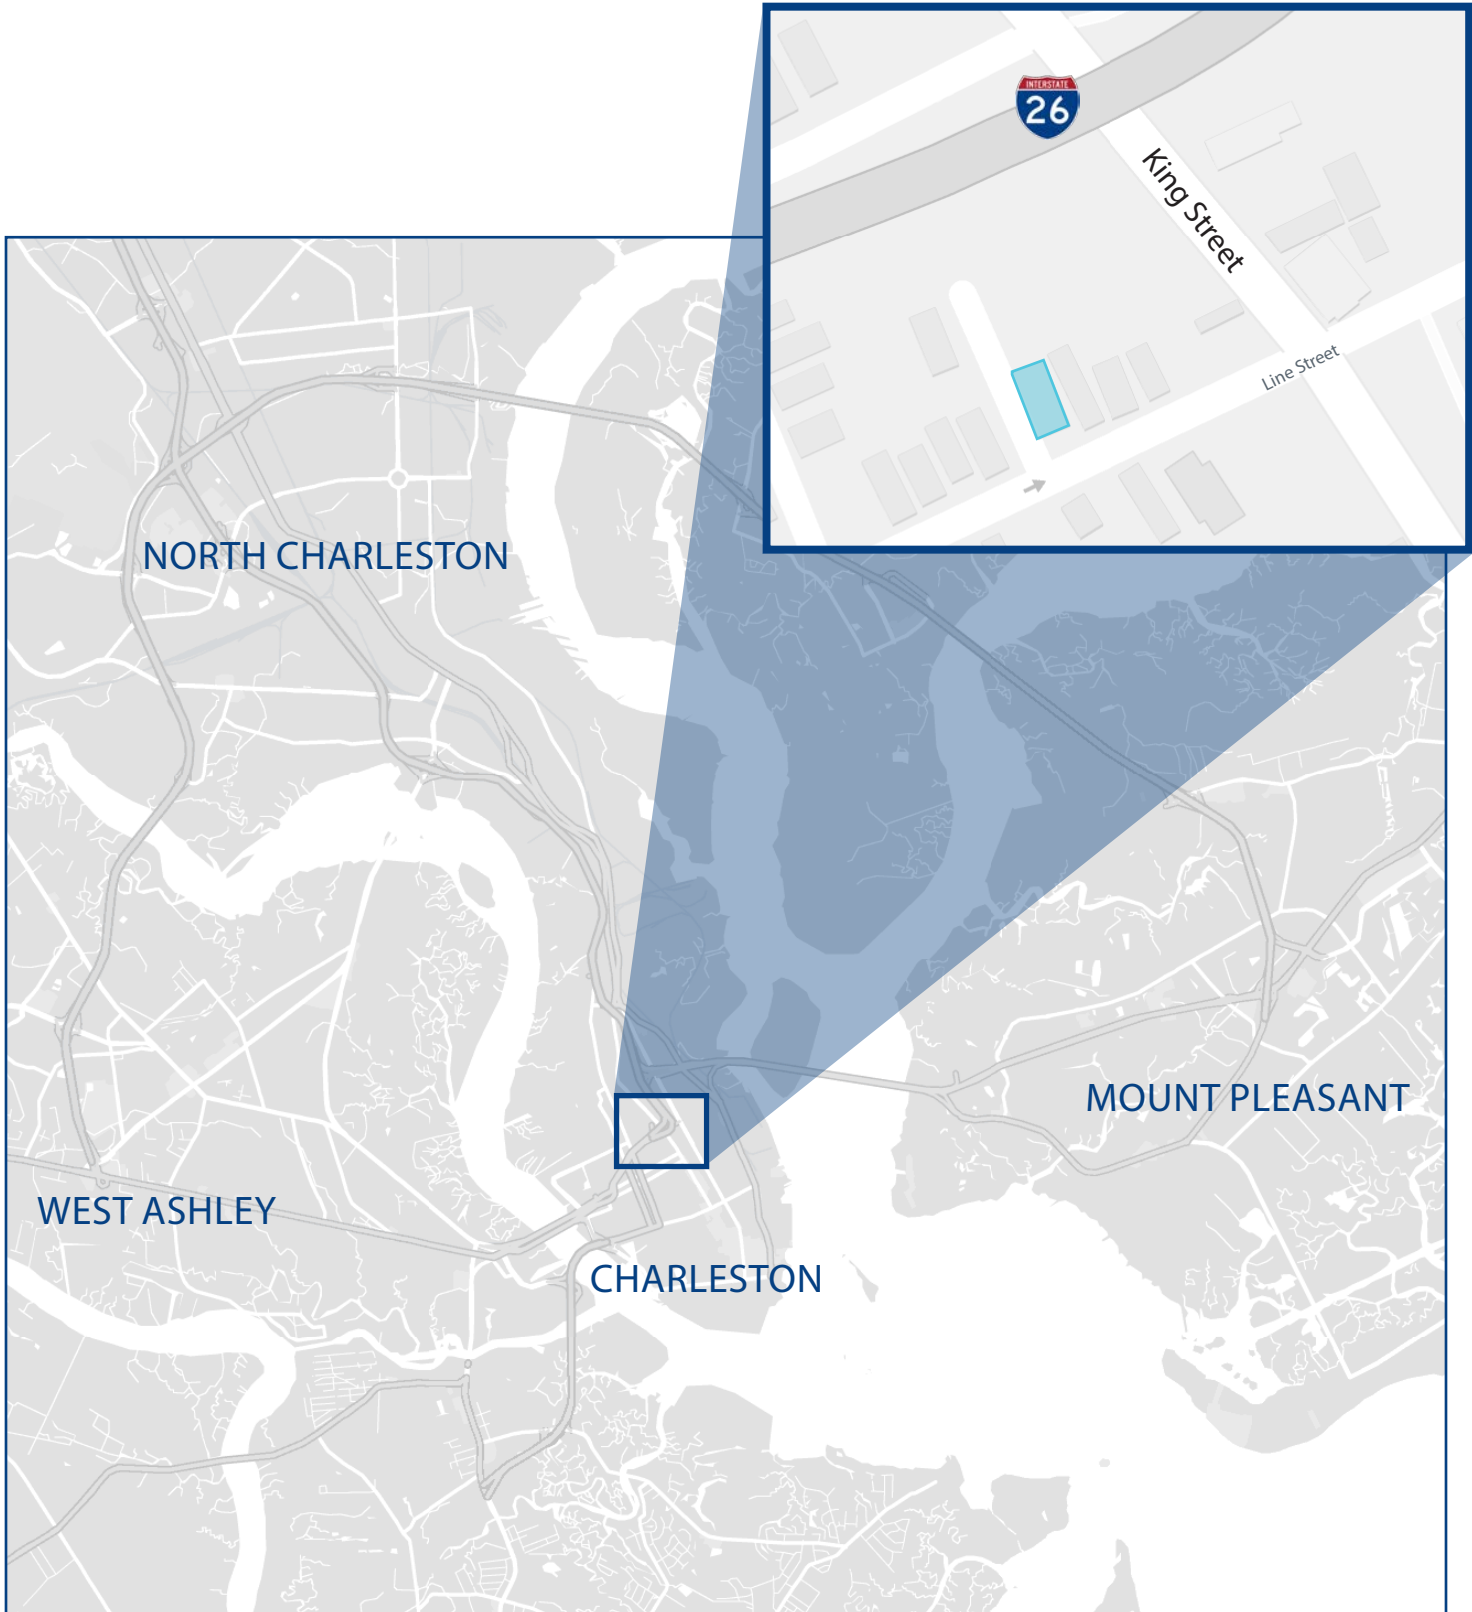 INTERSTATE
26
King Street
Line Street
NORTH CHARLESTON
MOUNT PLEASANT
WEST ASHLEY
CHARLESTON